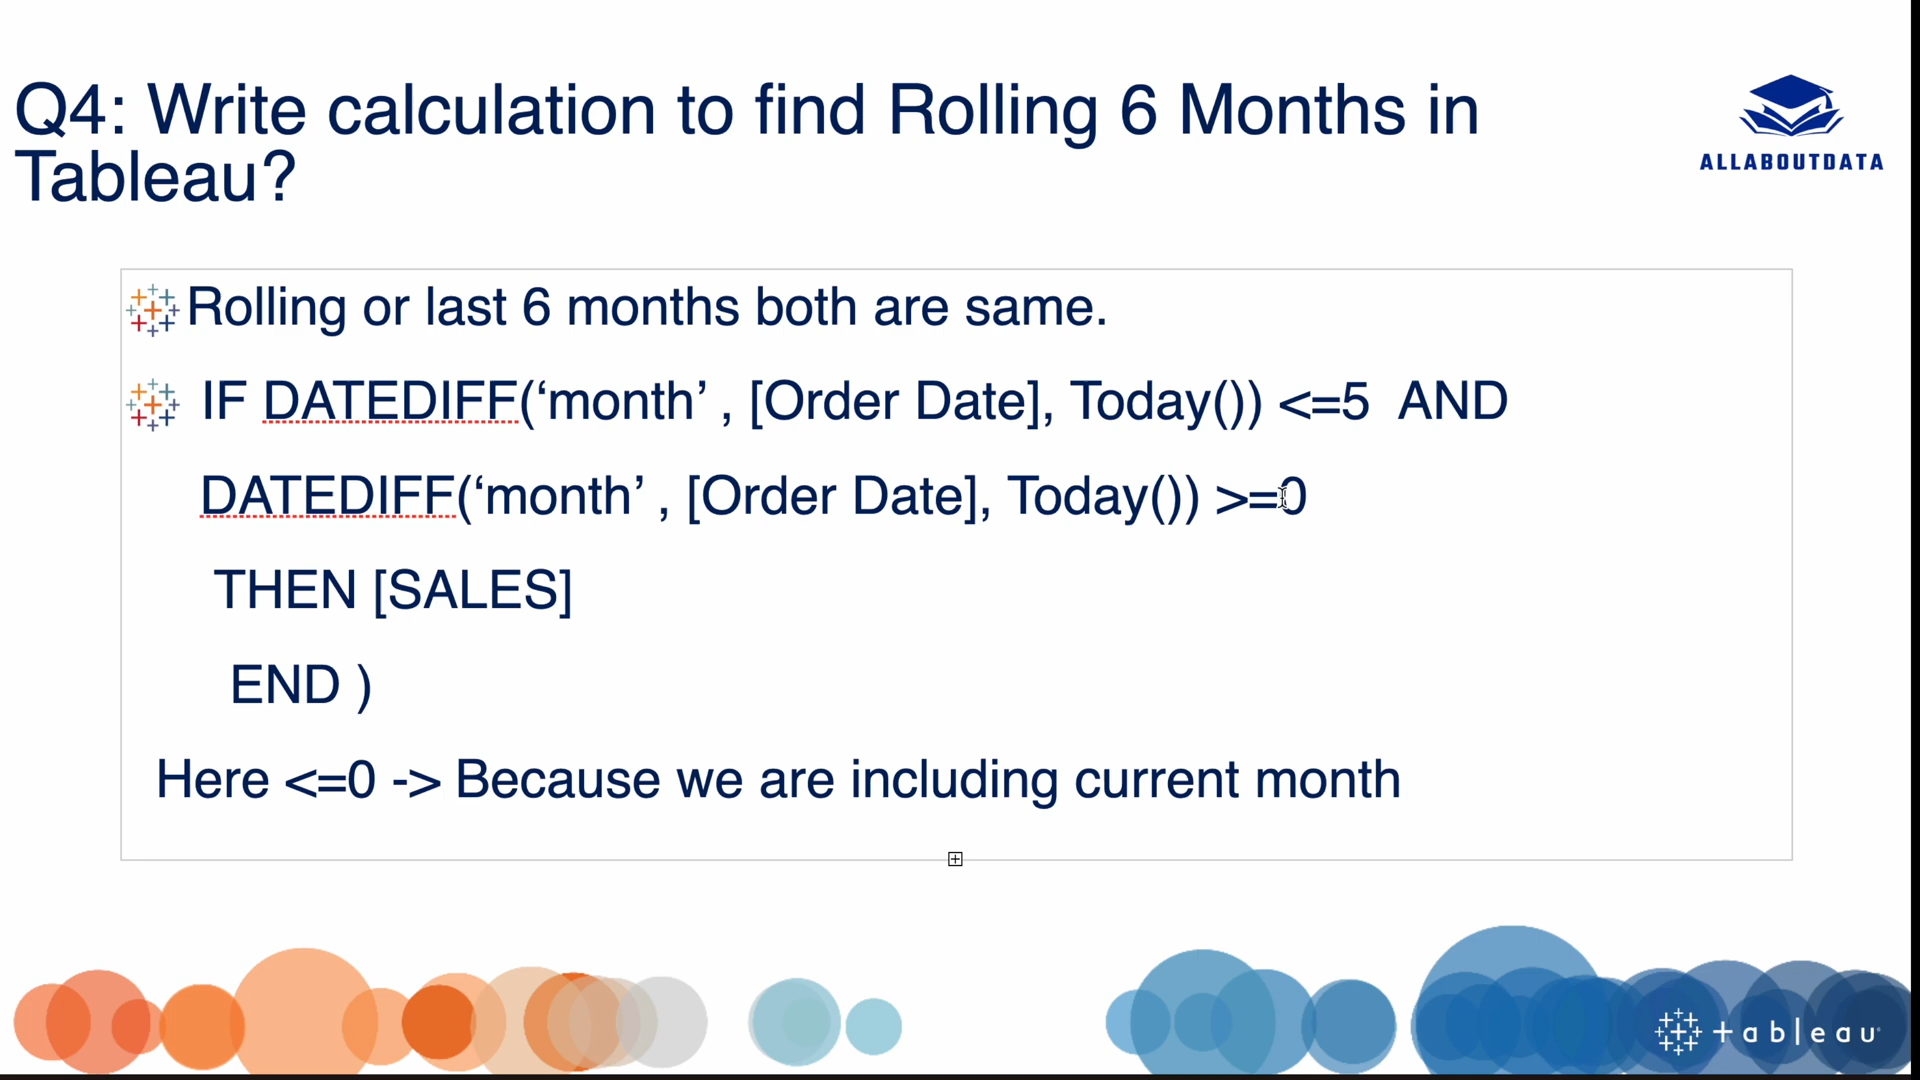 Q4: Write calculation to find Rolling 6 Months in
Tableau?
ALLABOUTDATA
Rolling or last 6 months both are same.
IF DATEDIFF(‘month’ , [Order Date], Today()) <=5  AND
DATEDIFF(‘month’ , [Order Date], Today()) >=0
THEN [SALES]
END )
Here <=0 -> Because we are including current month
+ableau